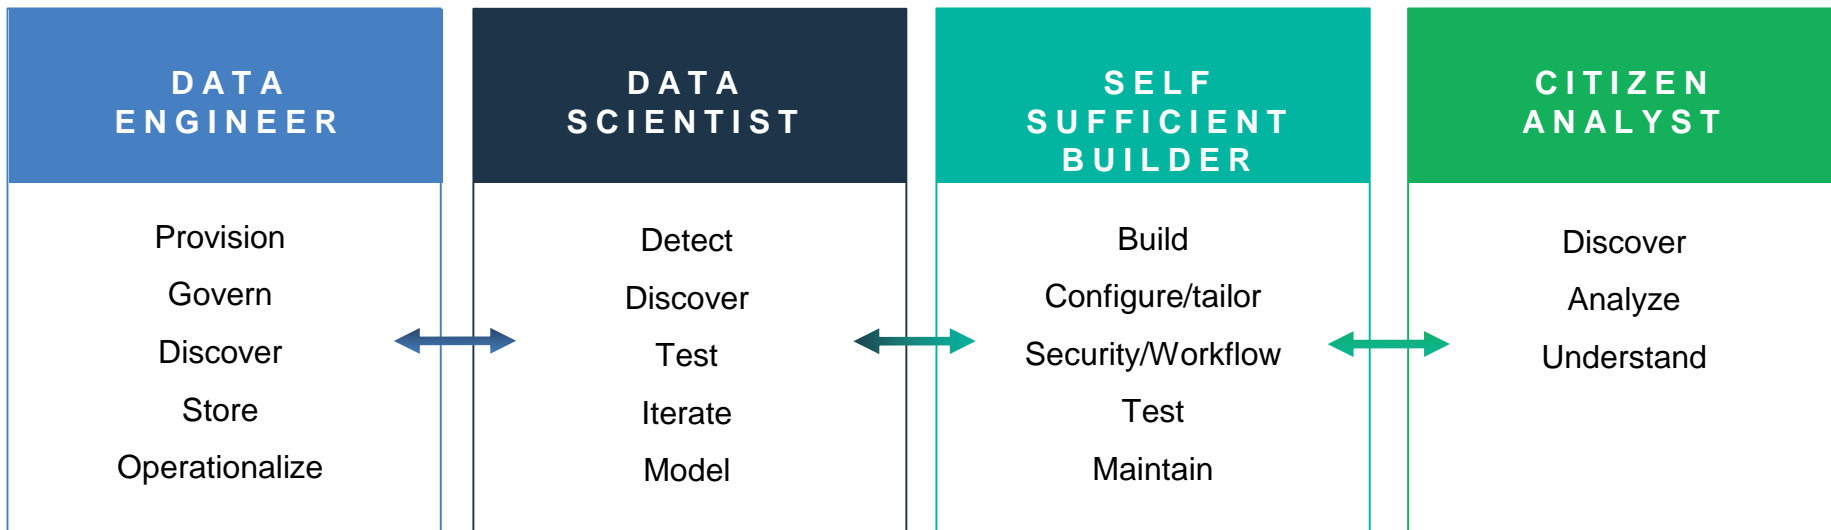 DATA
ENGINEER
Provision
Govern
Discover
Store
Operationalize
DATA
SCIENTIST
Detect
Discover
Test
Iterate
Model
SELF
SUFFICIENT
BUILDER
Build
Configure/tailor
Security/Workflow
Test
Maintain
CITIZEN
ANALYST
Discover
Analyze
Understand